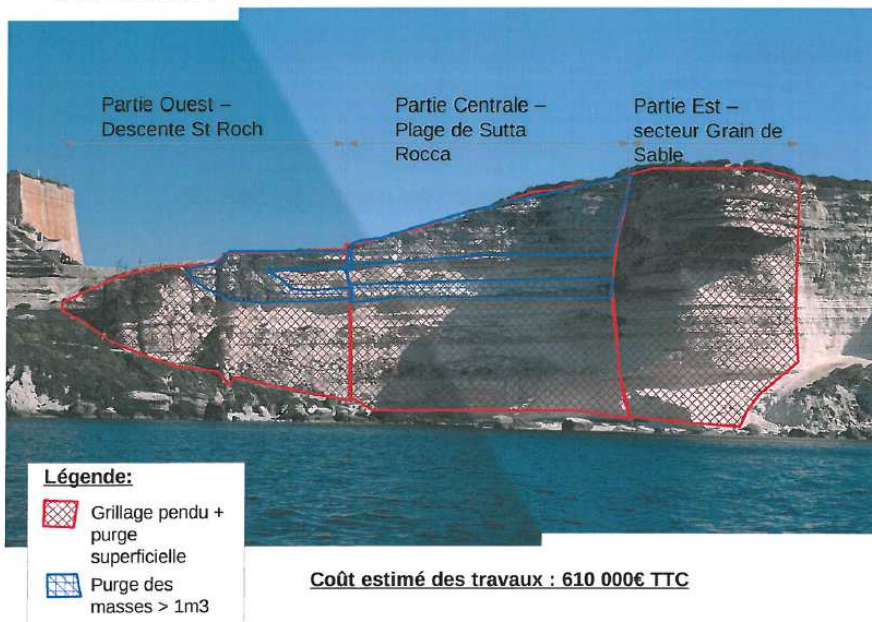 Partie Ouest –
Descente St Roch
Partie Centrale –
Plage de Sutta
Rocca
Partie Est –
secteur Grain de
Sable
Légende:
Grillage pendu +
purge
superficielle
Purge des
masses > 1m3
Coût estimé des travaux : 610 000€ TTC